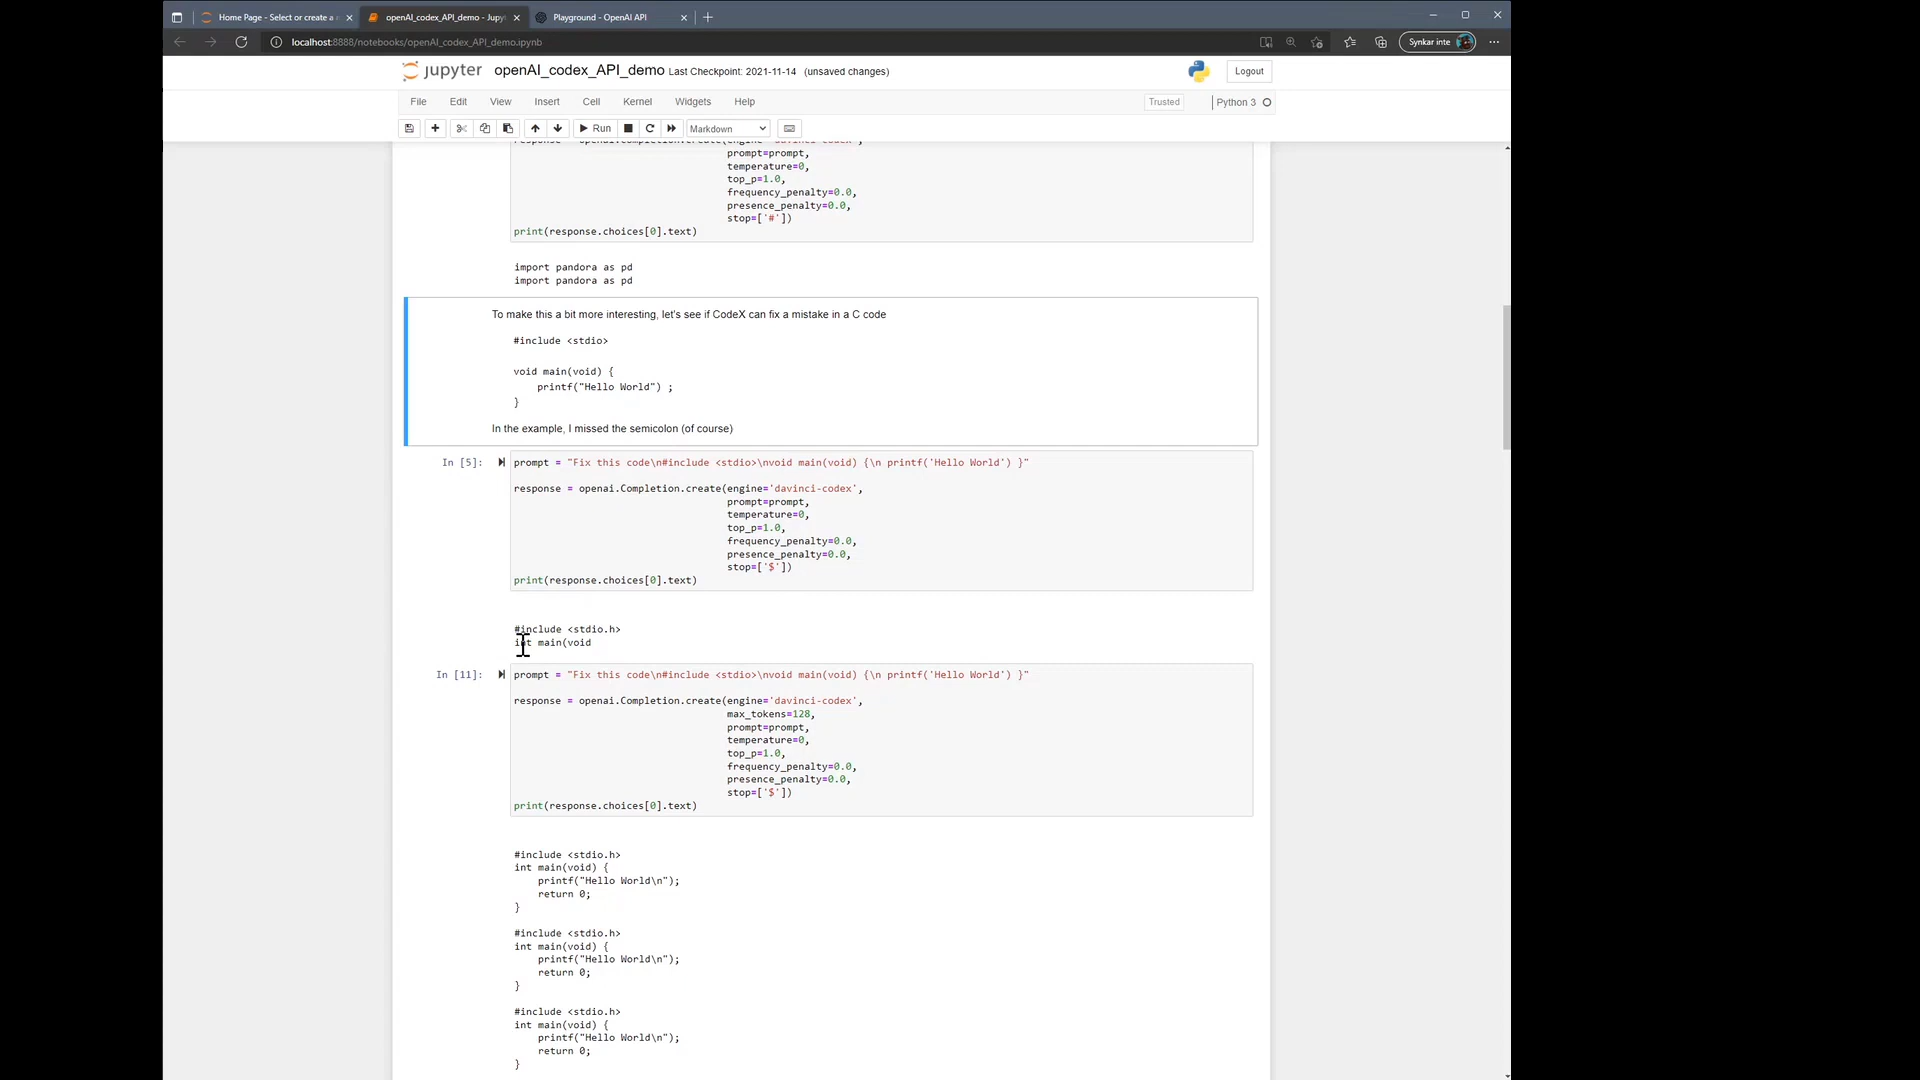 Home Page - Select or create a n
openAI_codex_API_demo - Jupyt
Playground - OpenAI API
localhost:8888/notebooks/openAI_codex_API_demo.ipynb
Synkar inte
jupyter openAI_codex_API_demo Last Checkpoint: 2021-11-14 (unsaved changes)
Logout
File Edit View Insert Cell Kernel Widgets Help
Trusted
Python 3
Run
Markdown
response = openai.Completion.create(engine='davinci-codex',
prompt=prompt,
temperature=0,
top_p=1.0,
frequency_penalty=0.0,
presence_penalty=0.0,
stop=['#'])
print(response.choices[0].text)
import pandora as pd
import pandora as pd
To make this a bit more interesting, let's see if CodeX can fix a mistake in a C code
#include <stdio>
void main(void) {
printf("Hello World") ;
}
In the example, I missed the semicolon (of course)
In [5]:
prompt = "Fix this code\n#include <stdio>\nvoid main(void) {\n printf('Hello World') }"
response = openai.Completion.create(engine='davinci-codex',
prompt=prompt,
temperature=0,
top_p=1.0,
frequency_penalty=0.0,
presence_penalty=0.0,
stop=['$'])
print(response.choices[0].text)
#include <stdio.h>
int main(void
In [11]:
prompt = "Fix this code\n#include <stdio>\nvoid main(void) {\n printf('Hello World') }"
response = openai.Completion.create(engine='davinci-codex',
max_tokens=128,
prompt=prompt,
temperature=0,
top_p=1.0,
frequency_penalty=0.0,
presence_penalty=0.0,
stop=['$'])
print(response.choices[0].text)
#include <stdio.h>
int main(void) {
printf("Hello World\n");
return 0;
}
#include <stdio.h>
int main(void) {
printf("Hello World\n");
return 0;
}
#include <stdio.h>
int main(void) {
printf("Hello World\n");
return 0;
}